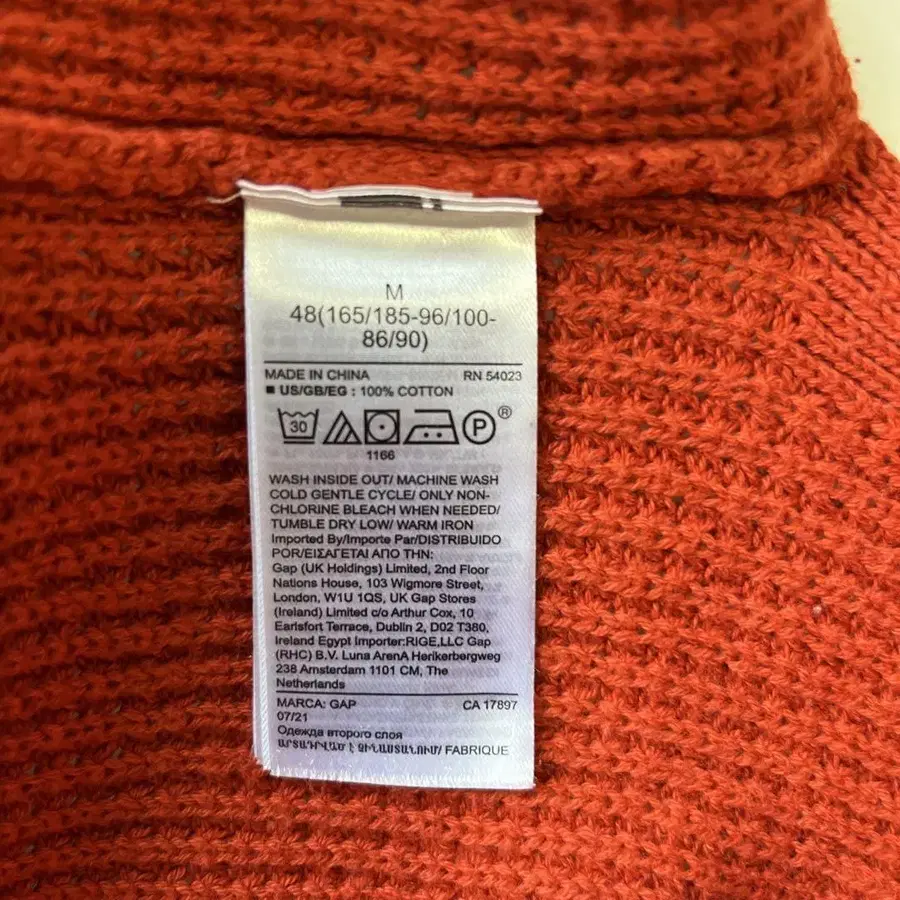 M
48(165/185-96/100-
86/90)
MADE IN CHINA RN 54023
■ US/GB/EG : 100% COTTON
30 P ®
1166
WASH INSIDE OUT/ MACHINE WASH
COLD GENTLE CYCLE/ ONLY NON-
CHLORINE BLEACH WHEN NEEDED/
TUMBLE DRY LOW/ WARM IRON
Imported By/Importe Par/DISTRIBUIDO
POR/ΕΙΣΑΓΕΤΑΙ ΑΠΟ ΤΗΝ:
Gap (UK Holdings) Limited, 2nd Floor
Nations House, 103 Wigmore Street,
London, W1U 1QS, UK Gap Stores
(Ireland) Limited c/o Arthur Cox, 10
Earlsfort Terrace, Dublin 2, D02 T380,
Ireland Egypt Importer:RIGE,LLC Gap
(RHC) B.V. Luna ArenA Herikerbergweg
238 Amsterdam 1101 CM, The
Netherlands
MARCA: GAP CA 17897
07/21
Одежда второго слоя
ԱՐՏԱԴՐՎԱԾ Է ՉԻՆԱՍՏԱՆՈՒՄ/ FABRIQUE